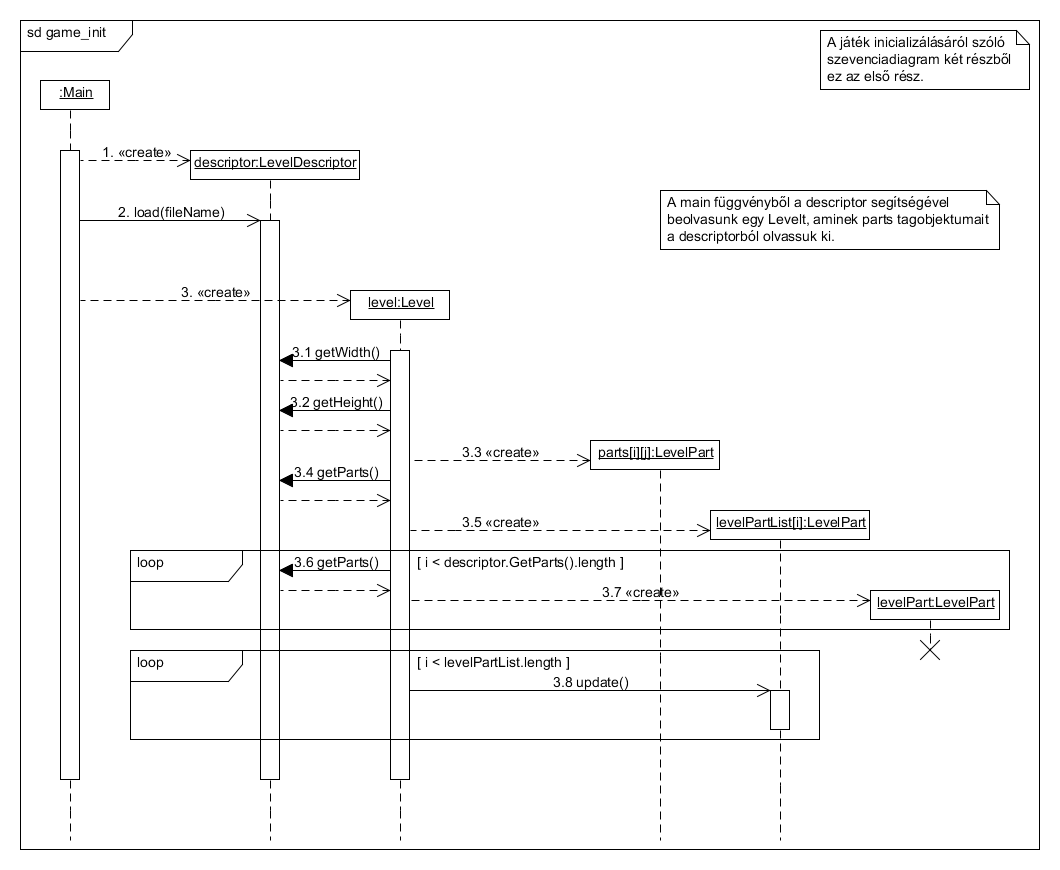 sd game_init
A játék inicializálásáról szóló
szevenciadiagram két részből
ez az első rész.
:Main
1. «create»
descriptor:LevelDescriptor
2. load(fileName)
A main függvényből a descriptor segítségével
beolvasunk egy Levelt, aminek parts tagobjektumait
a descriptorból olvassuk ki.
3. «create»
level:Level
3.1 getWidth()
3.2 getHeight()
3.3 «create»
parts[i][j]:LevelPart
3.4 getParts()
3.5 «create»
levelPartList[i]:LevelPart
loop
3.6 getParts()
[ i < descriptor.GetParts().length ]
3.7 «create»
levelPart:LevelPart
loop
[ i < levelPartList.length ]
3.8 update()